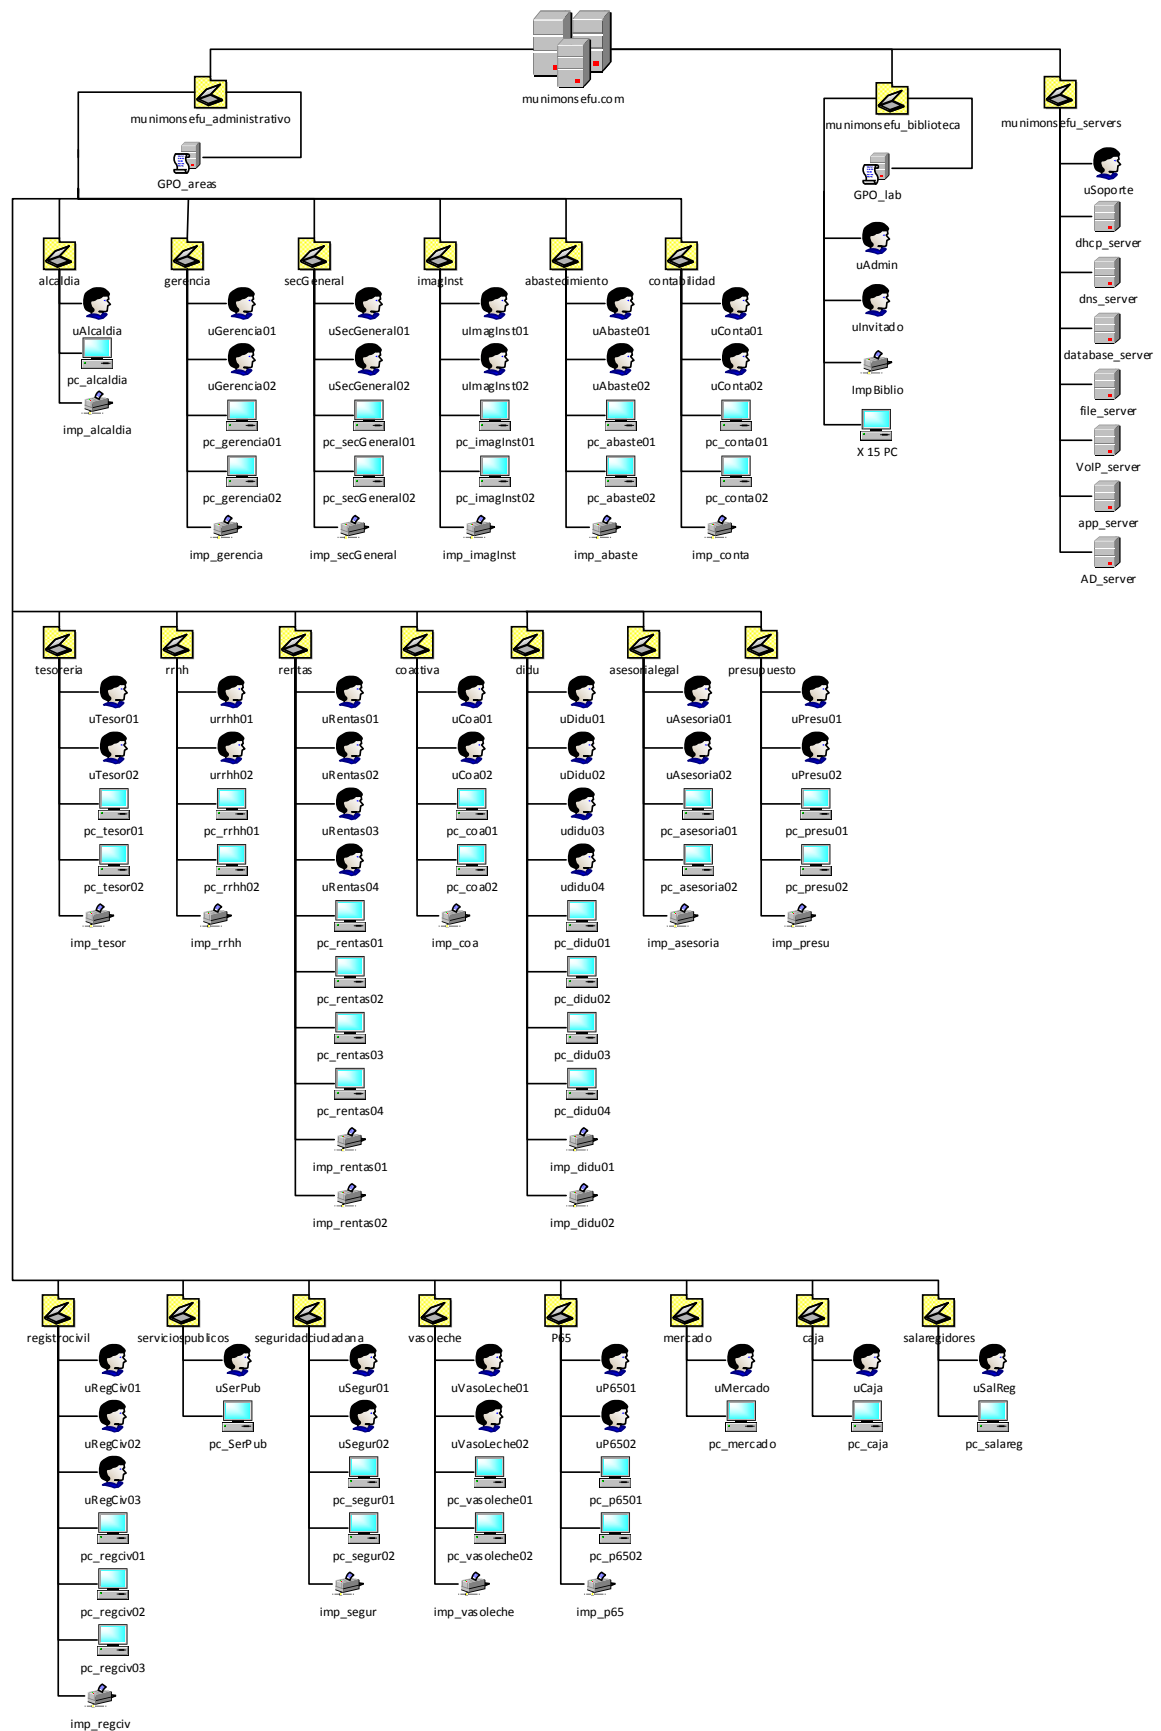 munimonsefu.com
munimonsefu_administrativo
munimonsefu_biblioteca
munimonsefu_servers
GPO_areas
GPO_lab
uSoporte
dhcp_server
dns_server
database_server
file_server
VoIP_server
app_server
AD_server
uAdmin
uInvitado
ImpBiblio
X 15 PC
alcaldia
uAlcaldia
pc_alcaldia
imp_alcaldia
gerencia
uGerencia01
uGerencia02
pc_gerencia01
pc_gerencia02
imp_gerencia
secGeneral
uSecGeneral01
uSecGeneral02
pc_secGeneral01
pc_secGeneral02
imp_secGeneral
imagInst
uImagInst01
uImagInst02
pc_imagInst01
pc_imagInst02
imp_imagInst
abastecimiento
uAbaste01
uAbaste02
pc_abaste01
pc_abaste02
imp_abaste
contabilidad
uConta01
uConta02
pc_conta01
pc_conta02
imp_conta
tesoreria
uTesor01
uTesor02
pc_tesor01
pc_tesor02
imp_tesor
rrhh
urrhh01
urrhh02
pc_rrhh01
pc_rrhh02
imp_rrhh
rentas
uRentas01
uRentas02
uRentas03
uRentas04
pc_rentas01
pc_rentas02
pc_rentas03
pc_rentas04
imp_rentas01
imp_rentas02
coactiva
uCoa01
uCoa02
pc_coa01
pc_coa02
imp_coa
didu
uDidu01
uDidu02
udidu03
udidu04
pc_didu01
pc_didu02
pc_didu03
pc_didu04
imp_didu01
imp_didu02
asesorialegal
uAsesoria01
uAsesoria02
pc_asesoria01
pc_asesoria02
imp_asesoria
presupuesto
uPresu01
uPresu02
pc_presu01
pc_presu02
imp_presu
registrocivil
uRegCiv01
uRegCiv02
uRegCiv03
pc_regciv01
pc_regciv02
pc_regciv03
imp_regciv
serviciospublicos
uSerPub
pc_SerPub
seguridadciudadana
uSegur01
uSegur02
pc_segur01
pc_segur02
imp_segur
vasoleche
uVasoLeche01
uVasoLeche02
pc_vasoleche01
pc_vasoleche02
imp_vasoleche
P65
uP6501
uP6502
pc_p6501
pc_p6502
imp_p65
mercado
uMercado
pc_mercado
caja
uCaja
pc_caja
salaregidores
uSalReg
pc_salareg